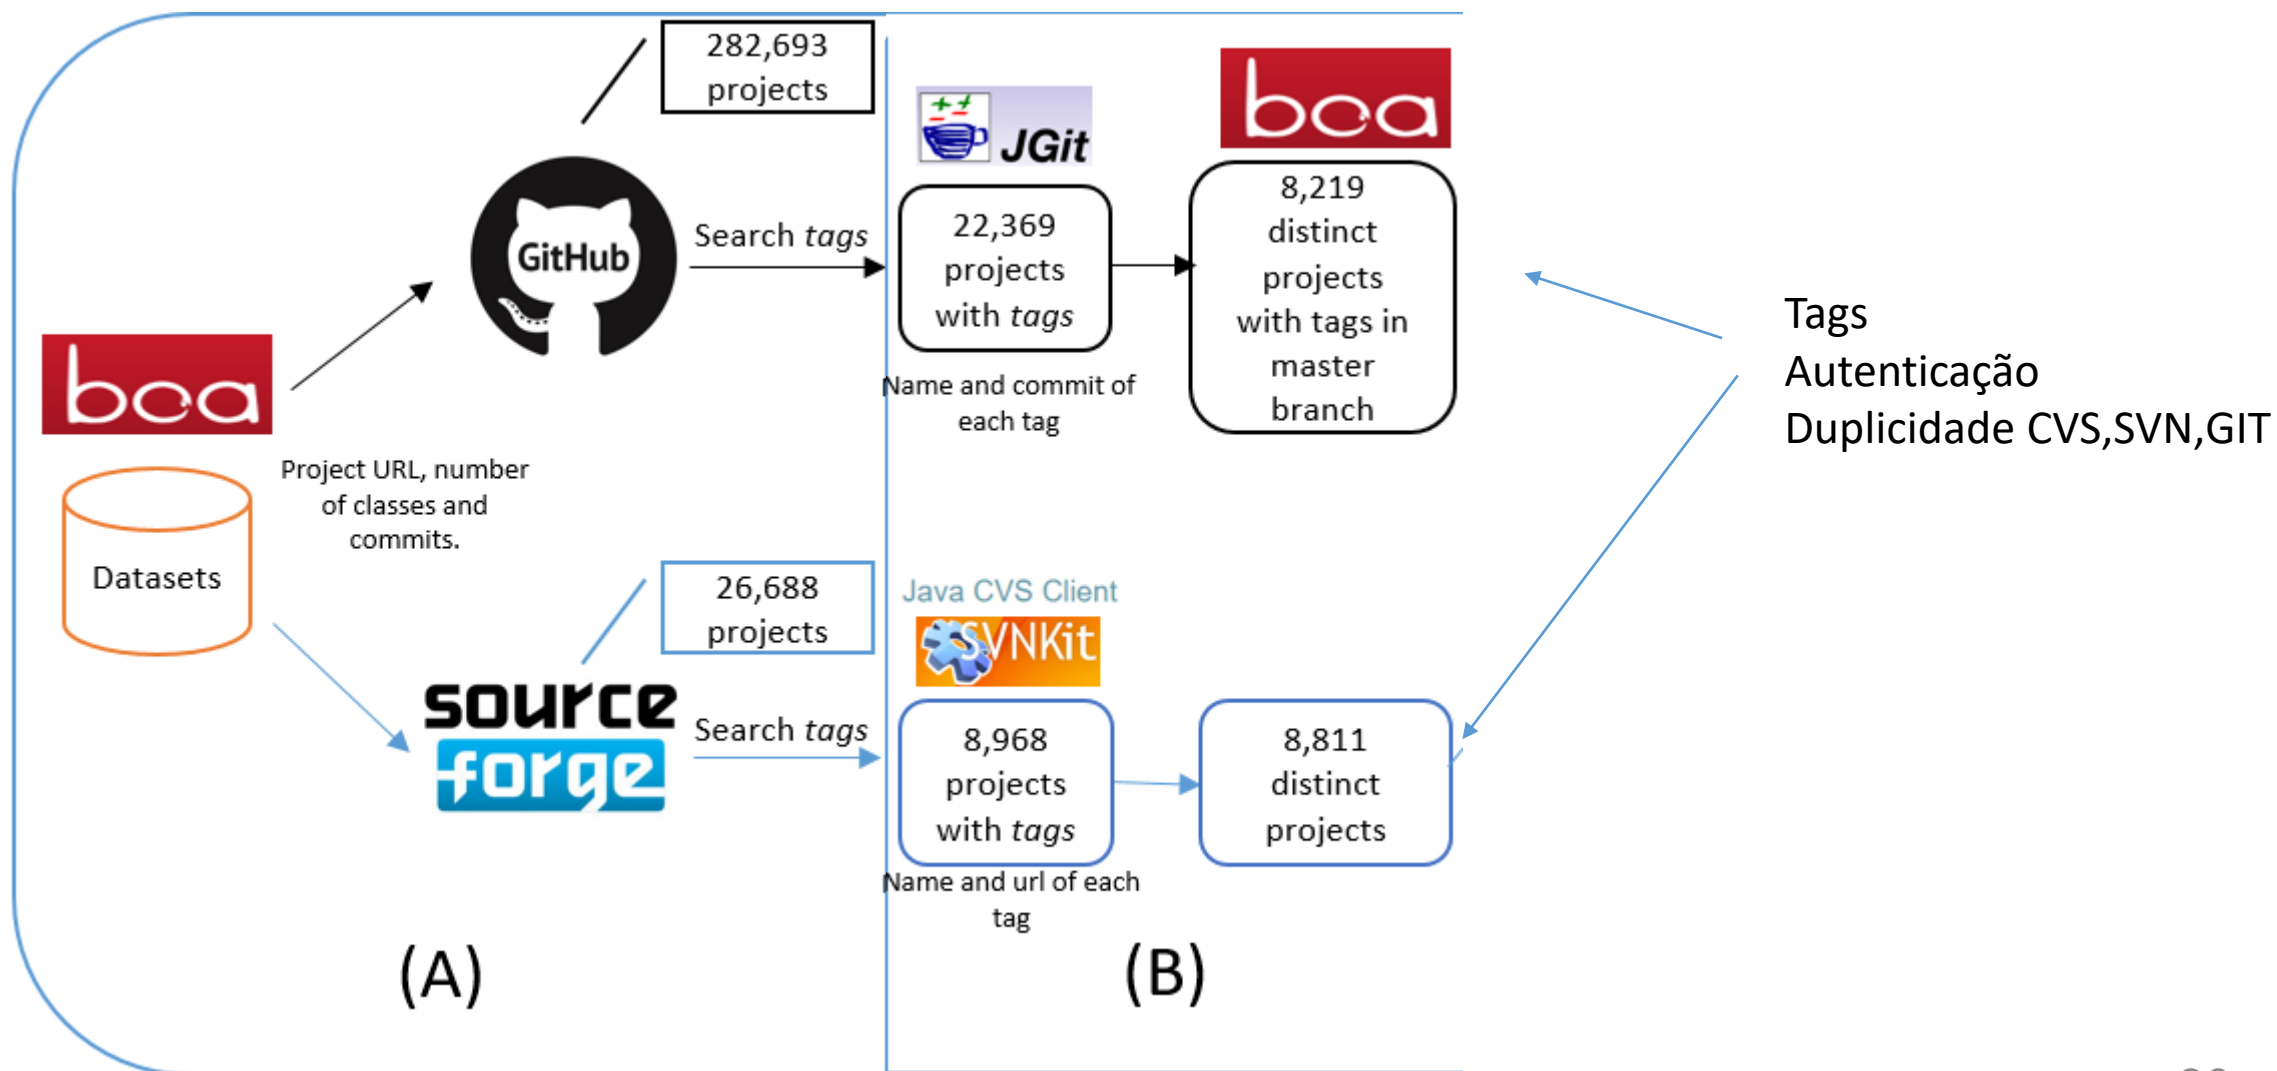 282,693
projects
boa
JGit
8,219
distinct
projects
with tags in
master
branch
22,369
projects
with tags
Search tags
GitHub
Name and commit of
each tag
boa
Project URL, number
of classes and
commits.
Datasets
26,688
projects
Java CVS Client
SVNKit
source
forge
Search tags
8,968
projects
with tags
8,811
distinct
projects
Name and url of each
tag
(A)
(B)
Tags
Autenticação
Duplicidade CVS,SVN,GIT